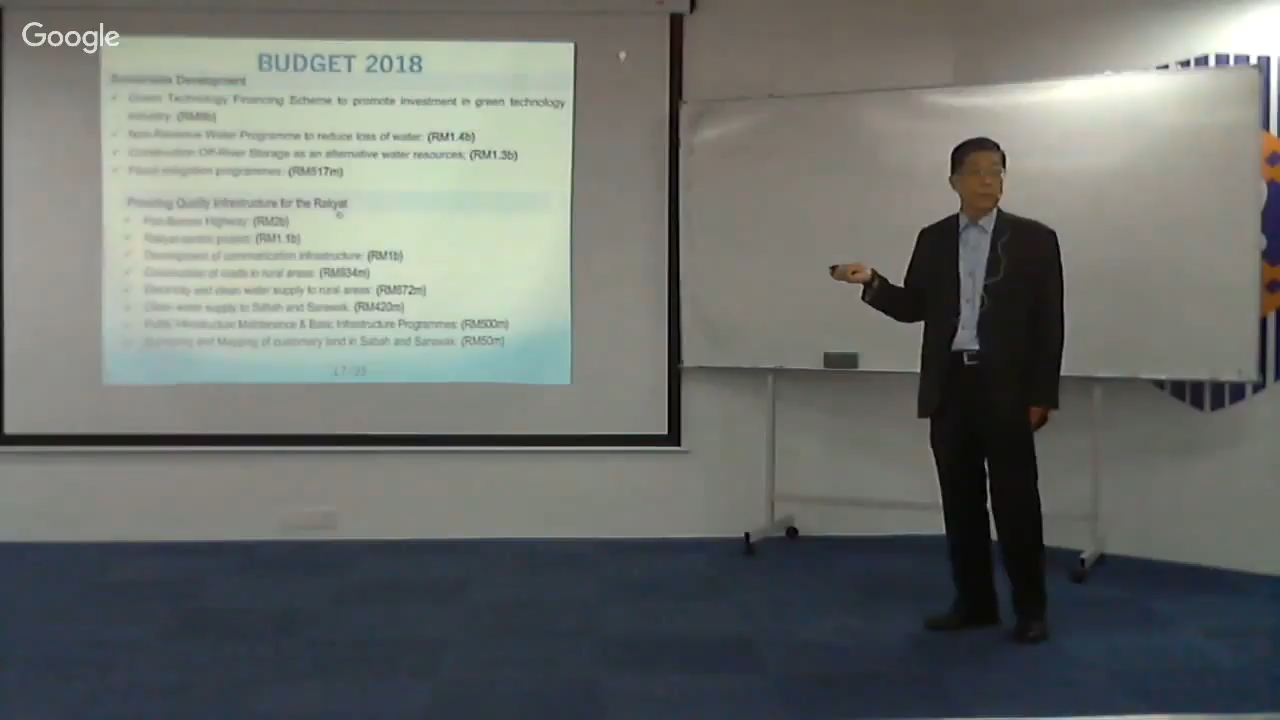 Google
BUDGET 2018
Sustainable Development
Green Technology Financing Scheme to promote investment in green technology
industry:
Non-Revenue Water Programme to reduce loss of water: (RM1.4b)
Construction Off-River Storage as an alternative water resources; (RM1.3b)
Flood mitigation programmes: (RM517m)
Providing Quality Infrastructure for the Rakyat
Pan-Borneo Highway: (RM2b)
Rakyat-centric project: (RM1.1b)
Development of communication infrastructure: (RM1b)
Construction of roads in rural areas: (RM934m)
Electricity and clean water supply to rural areas: (RM672m)
Clean water supply to Sabah and Sarawak: (RM420m)
Public Infrastructure Maintenance & Basic Infrastructure Programmes: (RM500m)
and Mapping of customary land in Sabah and Sarawak: (RM50m)